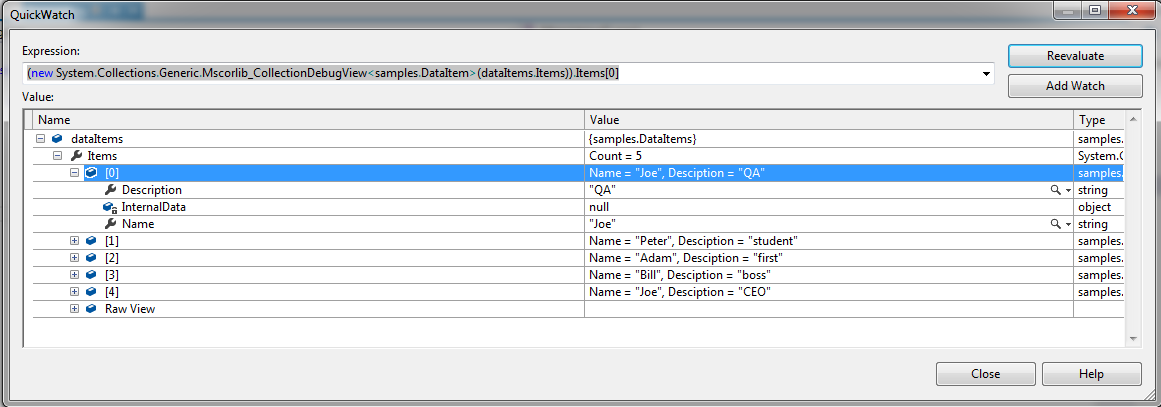 QuickWatch
Expression:
(new System.Collections.Generic.Mscorlib_CollectionDebugView<samples.DataItem>(dataItems.Items)).Items[0]
Reevaluate
Add Watch
Value:
Name Value Type
dataItems {samples.DataItems} samples.
Items Count = 5 System.C
[0] Name = "Joe", Desciption = "QA" samples.
Description "QA" string
InternalData null object
Name "Joe" string
[1] Name = "Peter", Desciption = "student" samples.
[2] Name = "Adam", Desciption = "first" samples.
[3] Name = "Bill", Desciption = "boss" samples.
[4] Name = "Joe", Desciption = "CEO" samples.
Raw View
Close Help